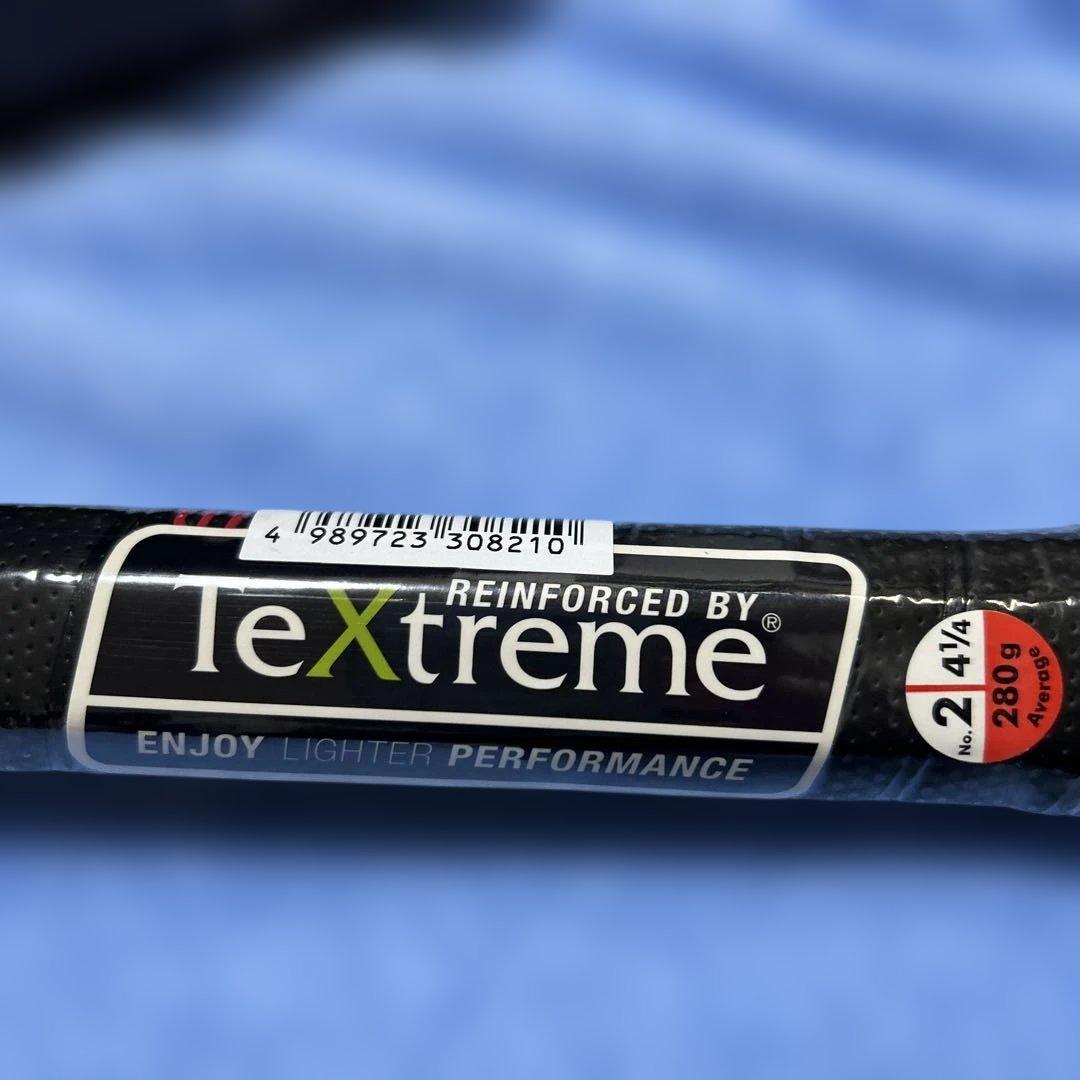 4 989723 308210
REINFORCED BY
TeXtreme®
ENJOY LIGHTER PERFORMANCE
No. 2 4 1/4
280g
Average